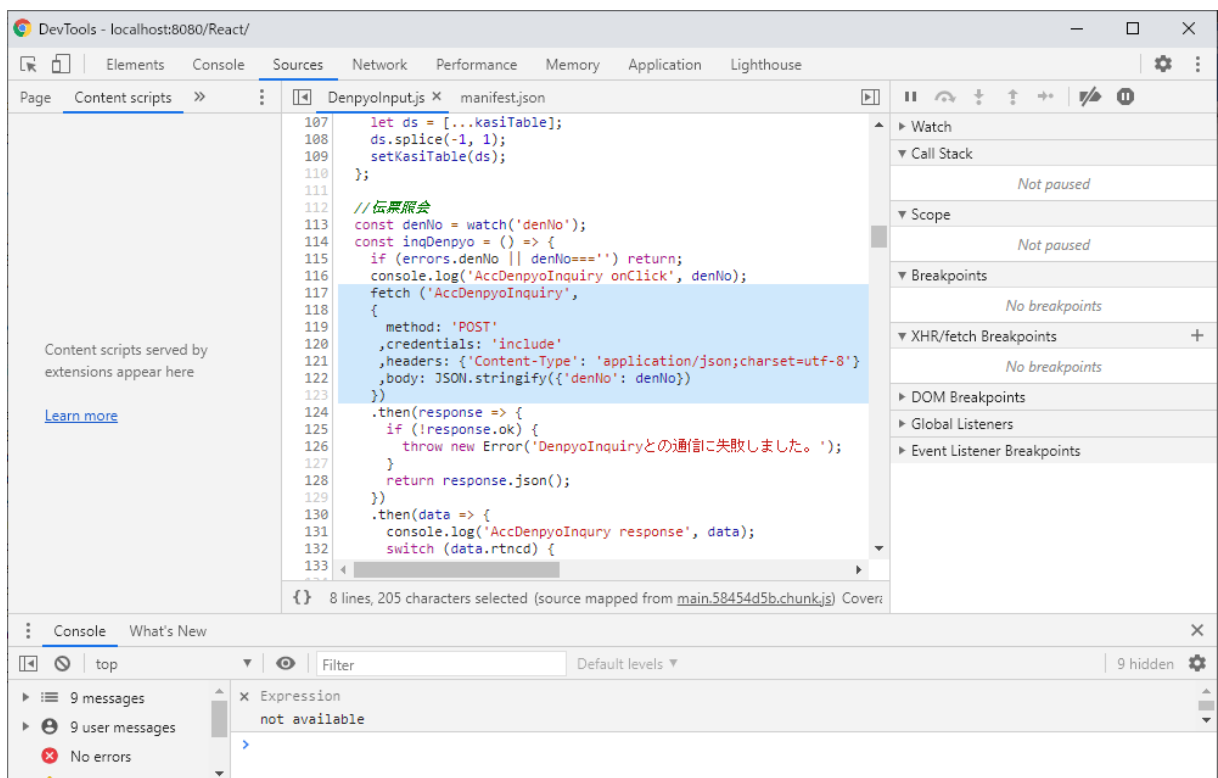 DevTools - localhost:8080/React/
Elements Console Sources Network Performance Memory Application Lighthouse
Page Content scripts »
DenpyoInput.js × manifest.json
107 let ds = [...kasiTable];
108 ds.splice(-1, 1);
109 setKasiTable(ds);
110 };
111
112 //伝票照会
113 const denNo = watch('denNo');
114 const inqDenpyo = () => {
115 if (errors.denNo || denNo==='') return;
116 console.log('AccDenpyoInquiry onClick', denNo);
117 fetch ('AccDenpyoInquiry',
118 {
119 method: 'POST'
120 ,credentials: 'include'
121 ,headers: {'Content-Type': 'application/json;charset=utf-8'}
122 ,body: JSON.stringify({'denNo': denNo})
123 })
124 .then(response => {
125 if (!response.ok) {
126 throw new Error('DenpyoInquiryとの通信に失敗しました。');
127 }
128 return response.json();
129 })
130 .then(data => {
131 console.log('AccDenpyoInqury response', data);
132 switch (data.rtncd) {
133
Content scripts served by
extensions appear here
Learn more
Watch
Call Stack
Not paused
Scope
Not paused
Breakpoints
No breakpoints
XHR/fetch Breakpoints +
No breakpoints
DOM Breakpoints
Global Listeners
Event Listener Breakpoints
{} 8 lines, 205 characters selected (source mapped from main.58454d5b.chunk.js)
Console What's New
top Filter Default levels ▼ 9 hidden
9 messages
9 user messages
No errors
× Expression
not available
>